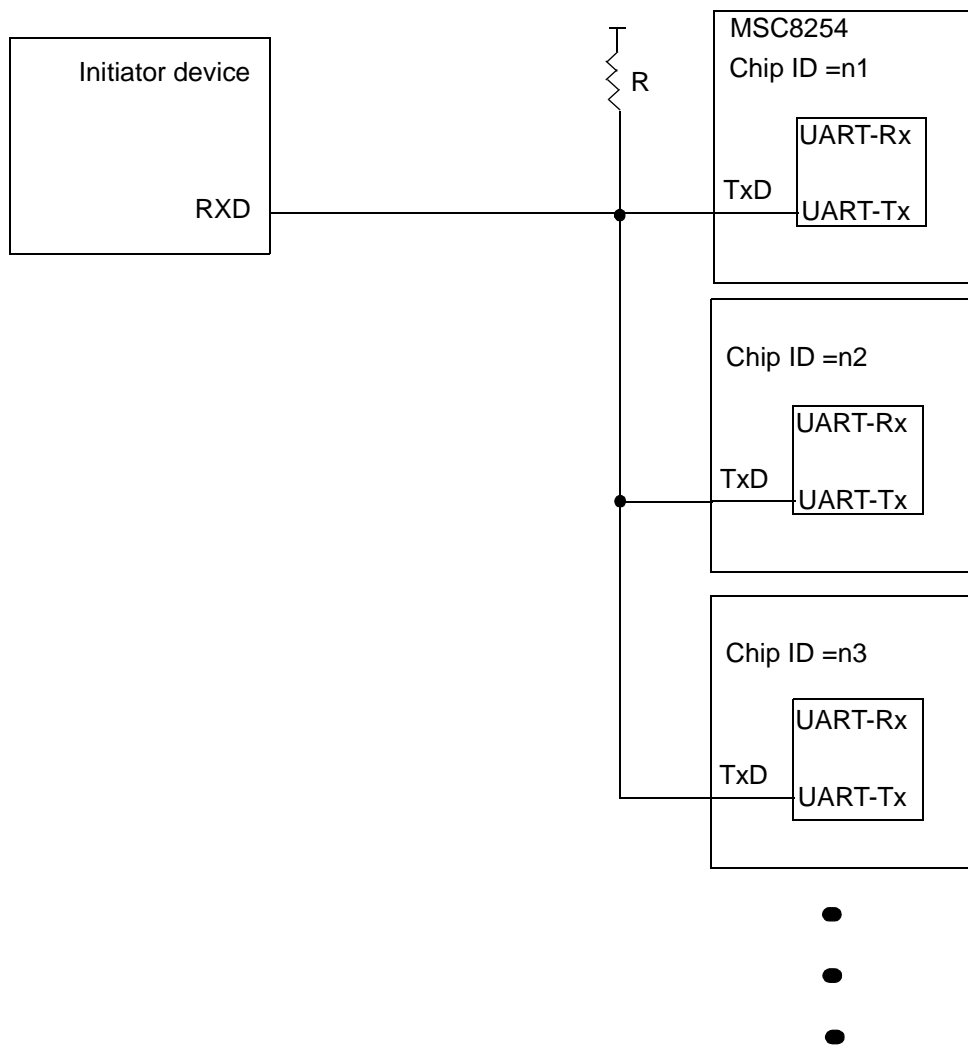 Initiator device
RXD
R
MSC8254
Chip ID =n1
UART-Rx
TxD
UART-Tx
Chip ID =n2
UART-Rx
TxD
UART-Tx
Chip ID =n3
UART-Rx
TxD
UART-Tx